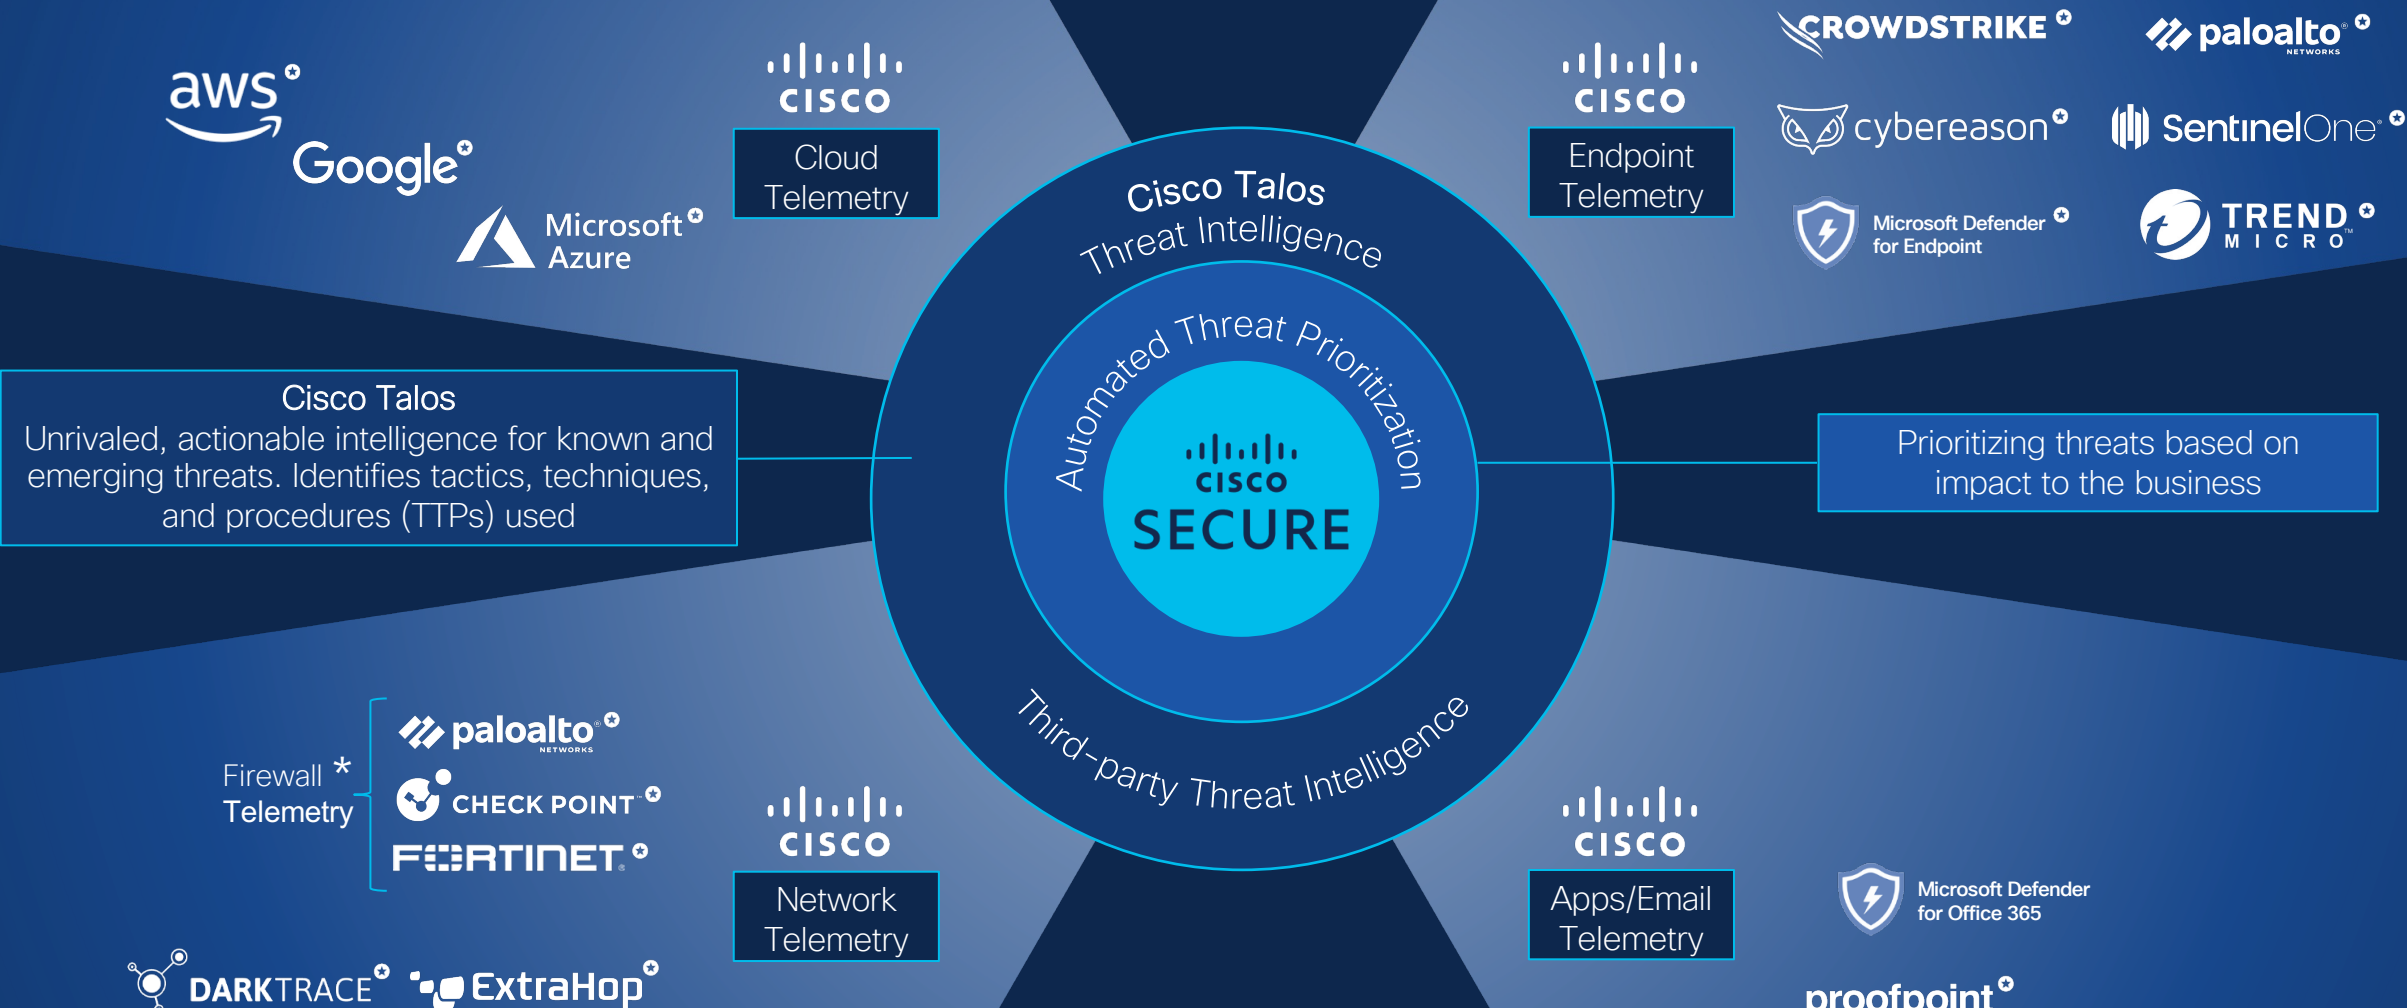 aws
Google
Microsoft
Azure
CISCO
Cloud
Telemetry
CISCO
Endpoint
Telemetry
CROWDSTRIKE
paloalto®
NETWORKS
cybereason
SentinelOne®
Microsoft Defender
for Endpoint
TREND
MICRO™
Cisco Talos
Threat Intelligence
Automated Threat Prioritization
CISCO
SECURE
Third-party Threat Intelligence
Cisco Talos
Unrivaled, actionable intelligence for known and
emerging threats. Identifies tactics, techniques,
and procedures (TTPs) used
Prioritizing threats based on
impact to the business
Firewall *
Telemetry
paloalto®
NETWORKS
CHECK POINT™
FORTINET®
DARKTRACE
ExtraHop
CISCO
Network
Telemetry
CISCO
Apps/Email
Telemetry
Microsoft Defender
for Office 365
proofpoint